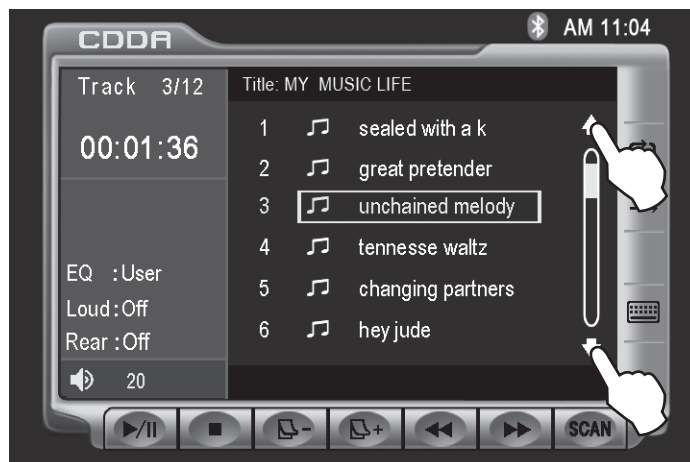 CDDA
AM 11:04
Track 3/12
00:01:36
EQ :User
Loud:Off
Rear :Off
20
Title: MY MUSIC LIFE
1 sealed with a k
2 great pretender
3 unchained melody
4 tennesse waltz
5 changing partners
6 hey jude
- + SCAN